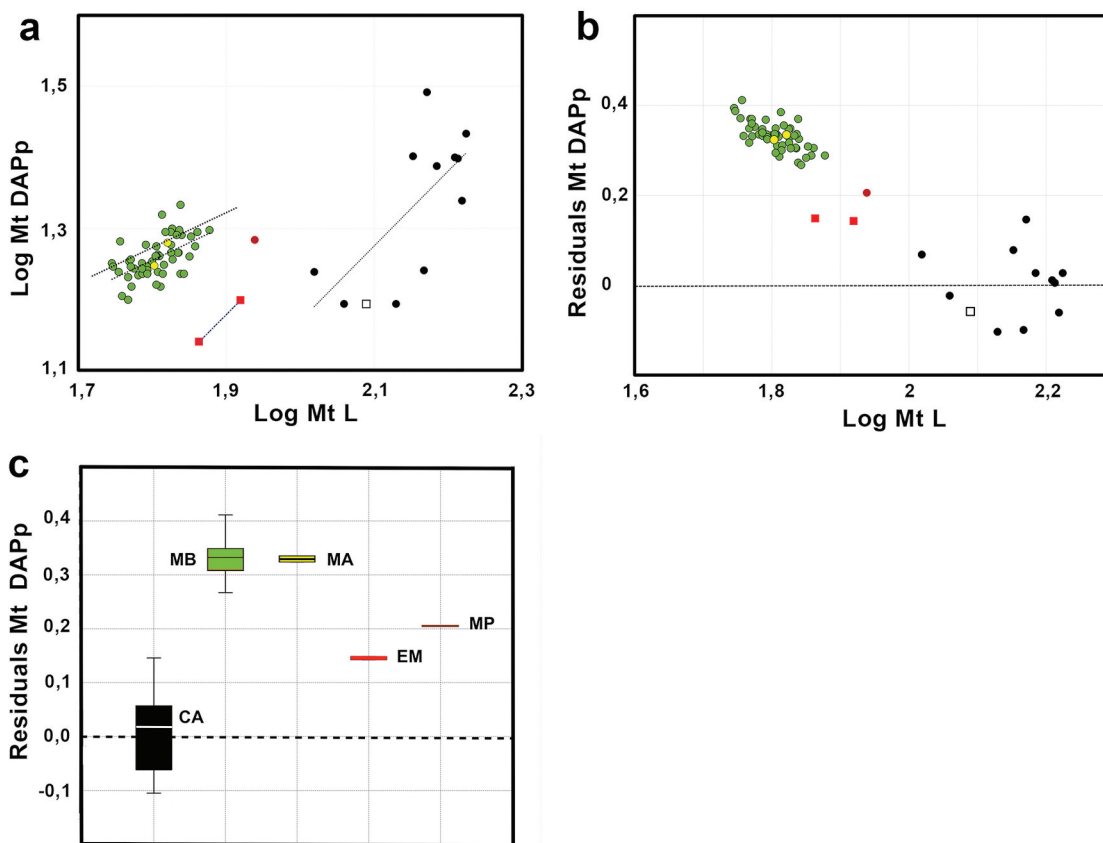 a
Log Mt DAPp
1,5
1,3
1,1
1,7
1,9
2,1
2,3
Log Mt L
b
Residuals Mt DAPp
0,4
0,2
0
1,6
1,8
2
2,2
Log Mt L
c
Residuals Mt DAPp
0,4
0,3
0,2
0,1
0,0
-0,1
MB
MA
MP
EM
CA